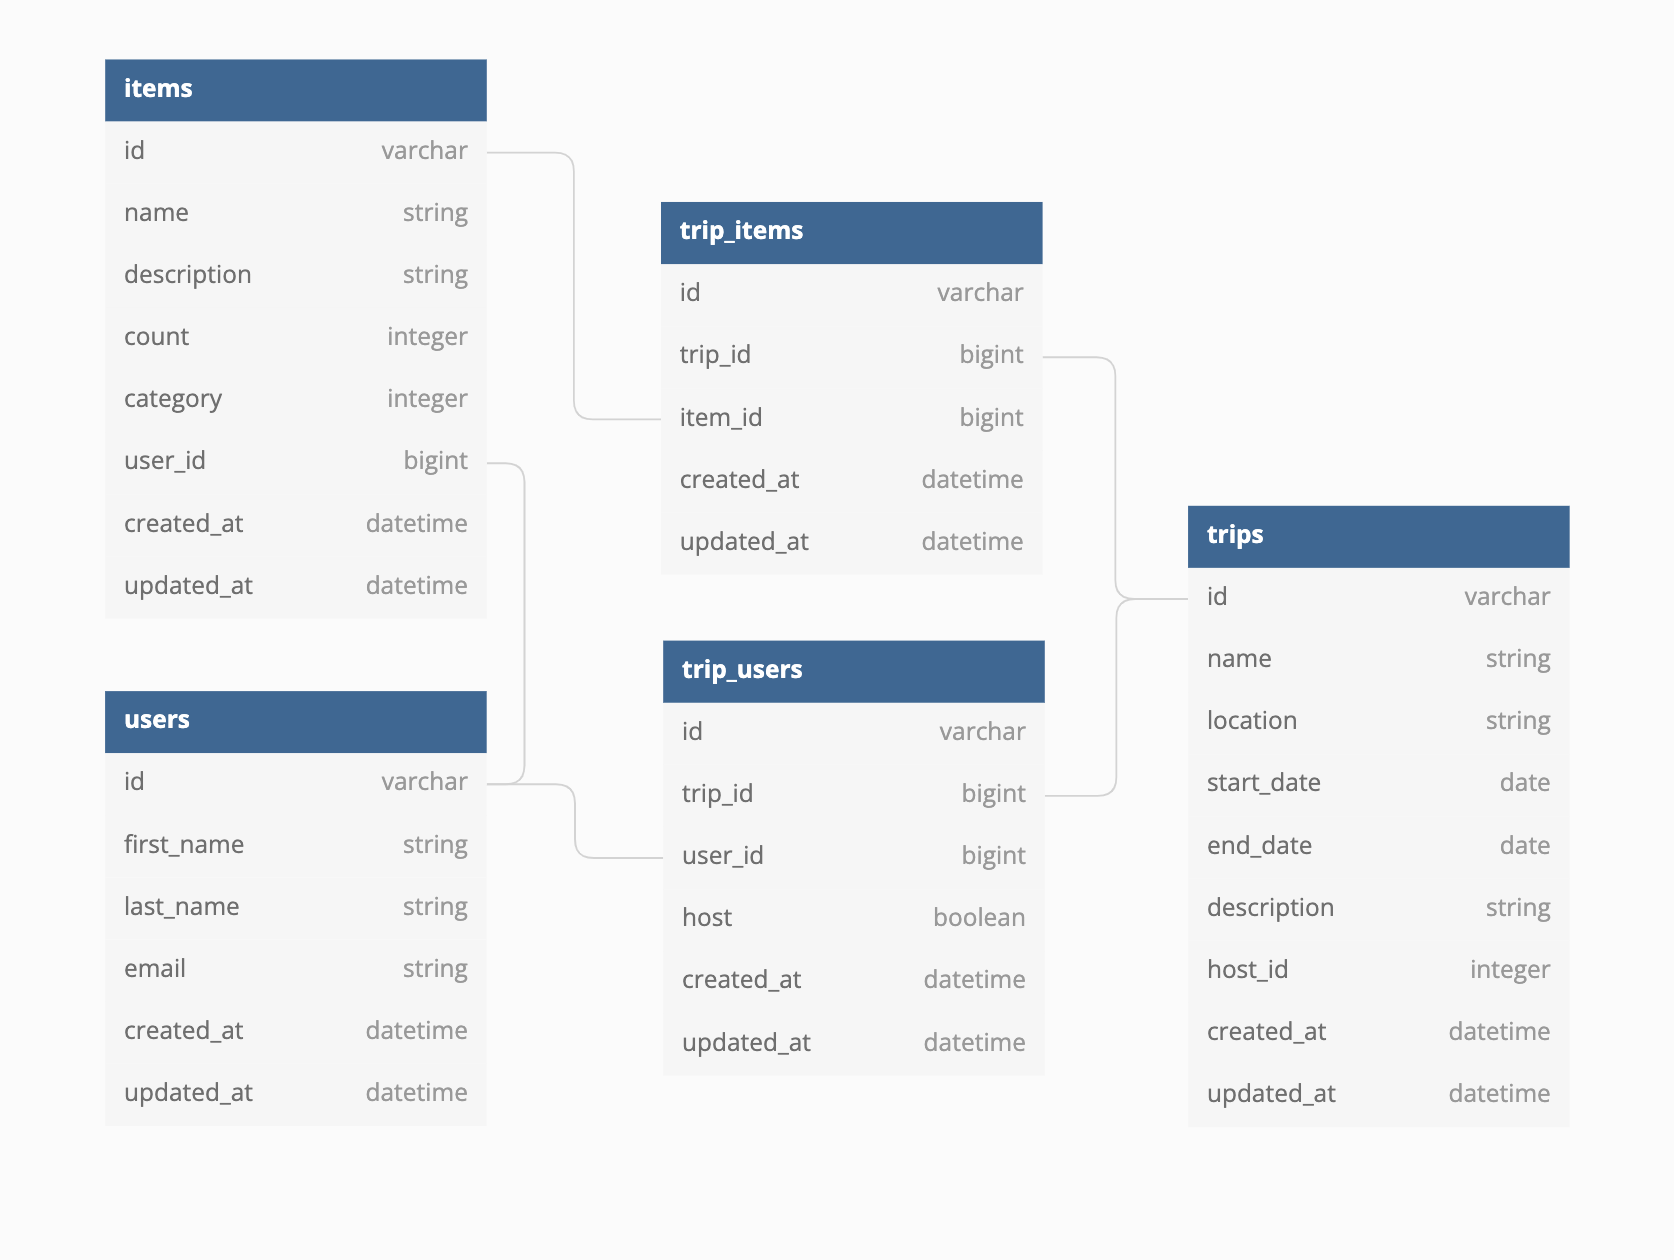 items
id varchar
name string
description string
count integer
category integer
user_id bigint
created_at datetime
updated_at datetime
users
id varchar
first_name string
last_name string
email string
created_at datetime
updated_at datetime
trip_items
id varchar
trip_id bigint
item_id bigint
created_at datetime
updated_at datetime
trip_users
id varchar
trip_id bigint
user_id bigint
host boolean
created_at datetime
updated_at datetime
trips
id varchar
name string
location string
start_date date
end_date date
description string
host_id integer
created_at datetime
updated_at datetime